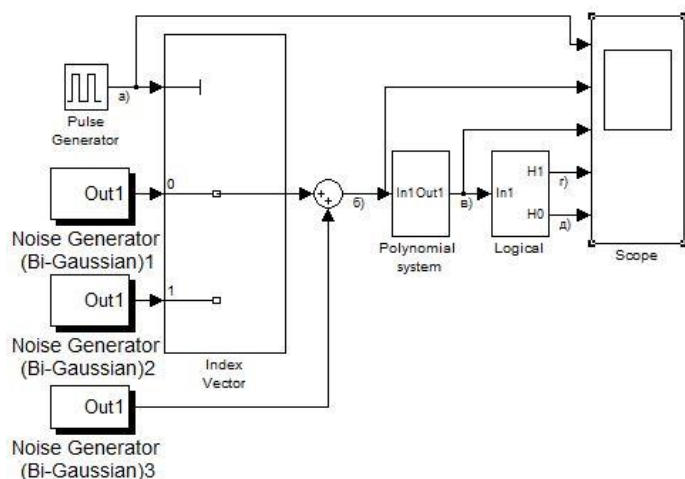 а)
Pulse
Generator
Out1
0
Noise Generator
(Bi-Gaussian)1
Out1
1
Noise Generator
(Bi-Gaussian)2
Out1
Noise Generator
(Bi-Gaussian)3
Index
Vector
б)
In1 Out1
Polynomial
system
в)
In1
H1
H0
Logical
г)
д)
Scope